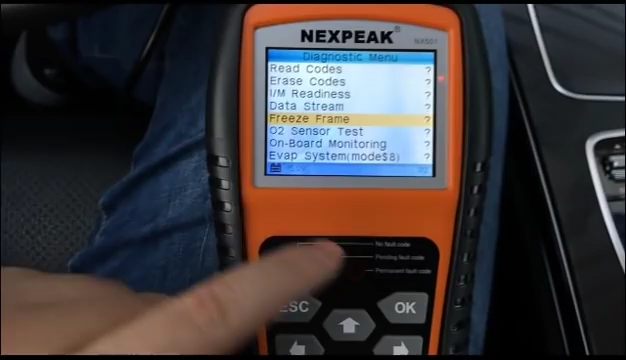 NEXPEAK®
NX501
Diagnostic Menu
Read Codes ?
Erase Codes ?
I/M Readiness ?
Data Stream ?
Freeze Frame ?
O2 Sensor Test ?
On-Board Monitoring ?
Evap System(mode$8) ?
No fault code
Pending fault code
Permanent fault code
ESC
OK